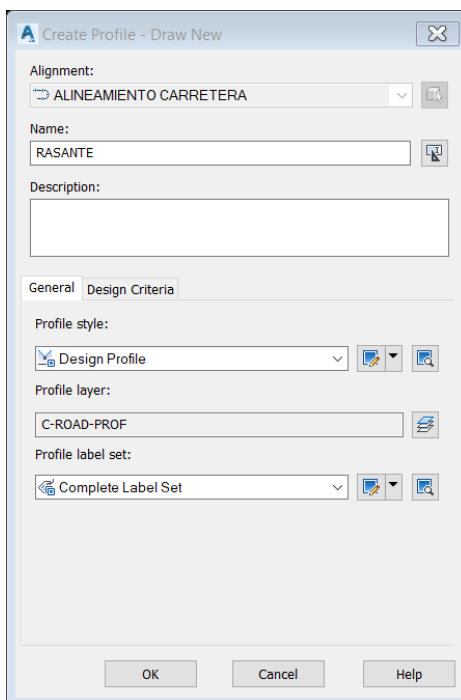 Create Profile - Draw New
Alignment:
ALINEAMIENTO CARRETERA
Name:
RASANTE
Description:
General Design Criteria
Profile style:
Design Profile
Profile layer:
C-ROAD-PROF
Profile label set:
Complete Label Set
OK Cancel Help